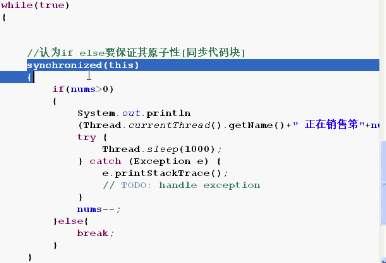 while(true)
{
//认为if else要保证其原子性[同步代码块]
synchronized(this)
{
if(nums>0)
{
System.out.println
(Thread.currentThread().getName()+" 正在销售第"+nu
try {
Thread.sleep(1000);
} catch (Exception e) {
e.printStackTrace();
// TODO: handle exception
}
nums--;
}else{
break;
}
}